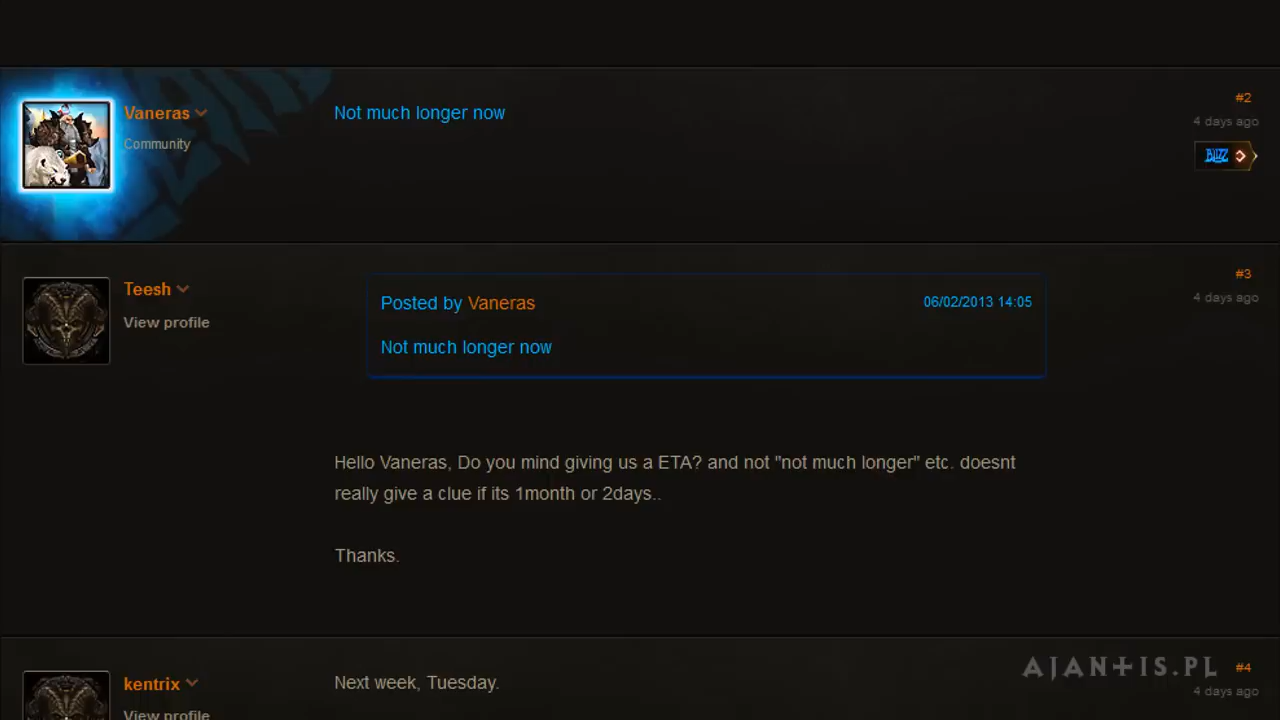 Vaneras
Community
Not much longer now
#2
4 days ago
BLIZZ
Teesh
View profile
Posted by Vaneras
06/02/2013 14:05
Not much longer now
#3
4 days ago
Hello Vaneras, Do you mind giving us a ETA? and not "not much longer" etc. doesnt
really give a clue if its 1month or 2days..
Thanks.
kentrix
View profile
Next week, Tuesday.
AJANTIS.PL
#4
4 days ago